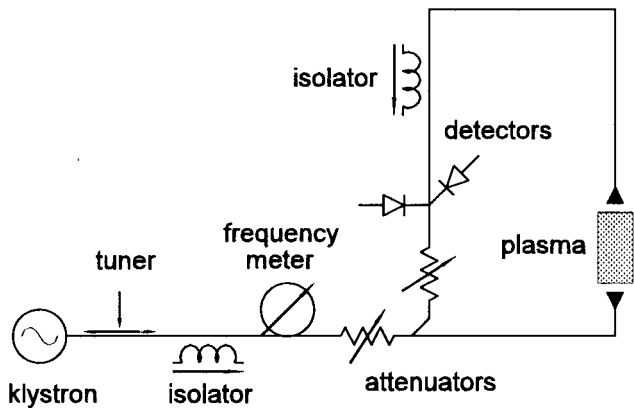 isolator
detectors
frequency
meter
plasma
tuner
klystron
isolator
attenuators